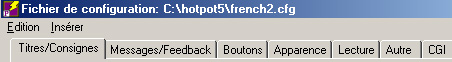 Fichier de configuration: C:\hotpot5\french2.cfg
Edition Insérer
Titres/Consignes Messages/Feedback Boutons Apparence Lecture Autre CGI